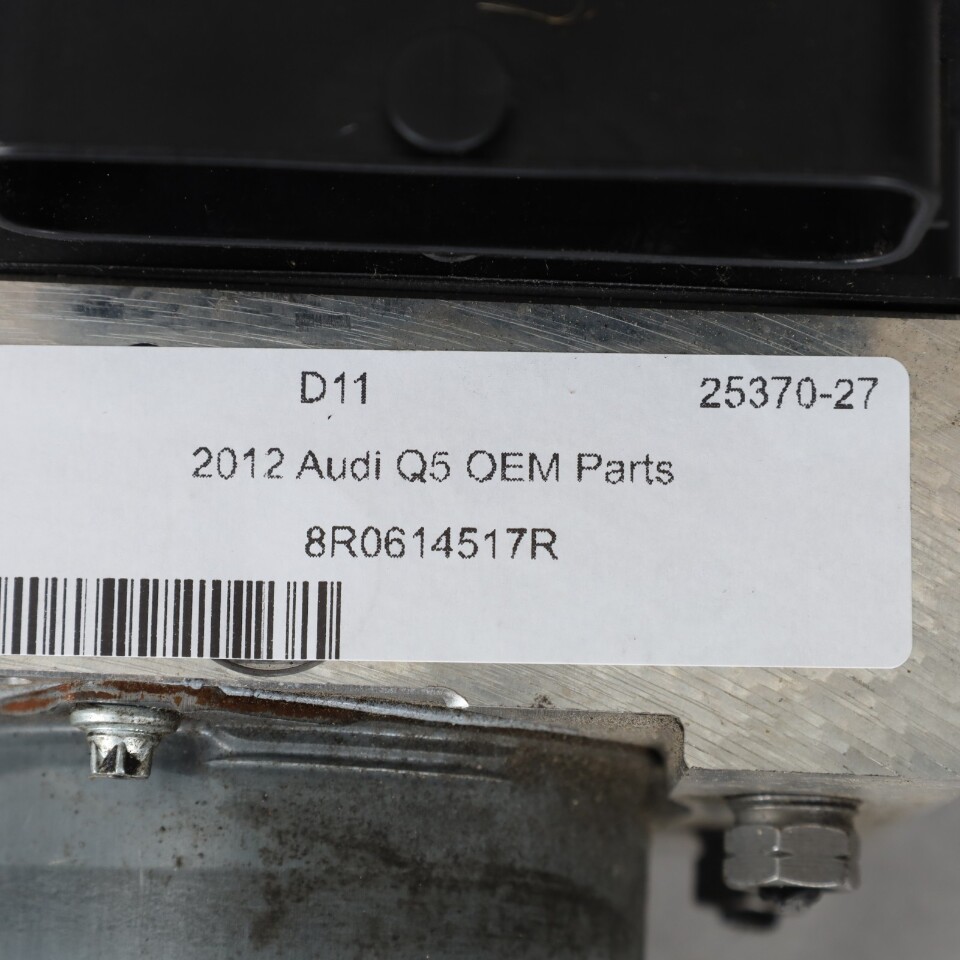 D11 25370-27
2012 Audi Q5 OEM Parts
8R0614517R